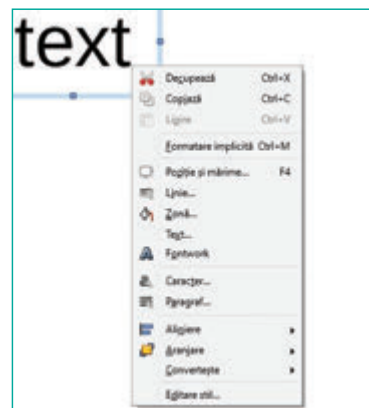 text
Decupează Ctrl+X
Copiază Ctrl+C
Lipire Ctrl+V
Formatare implicită Ctrl+M
Poziție și mărime... F4
Linie...
Zonă...
Text...
Fontwork
Caracter...
Paragraf...
Aliniere
Aranjare
Convertește
Editare stil...